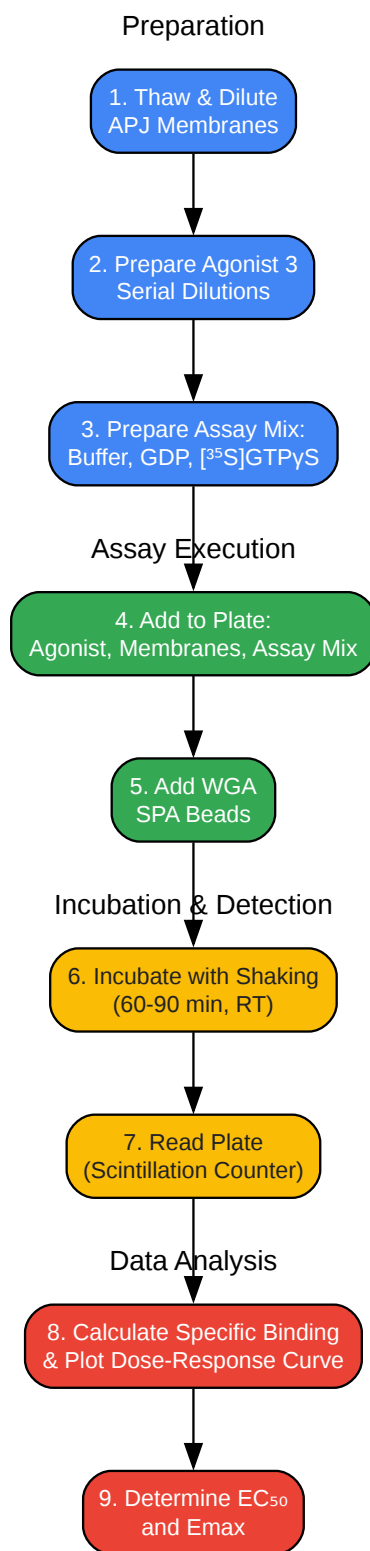 Preparation
1. Thaw & Dilute
APJ Membranes
2. Prepare Agonist 3
Serial Dilutions
3. Prepare Assay Mix:
Buffer, GDP, [³⁵S]GTPγS
Assay Execution
4. Add to Plate:
Agonist, Membranes, Assay Mix
5. Add WGA
SPA Beads
Incubation & Detection
6. Incubate with Shaking
(60-90 min, RT)
7. Read Plate
(Scintillation Counter)
Data Analysis
8. Calculate Specific Binding
& Plot Dose-Response Curve
9. Determine EC₅₀
and Emax